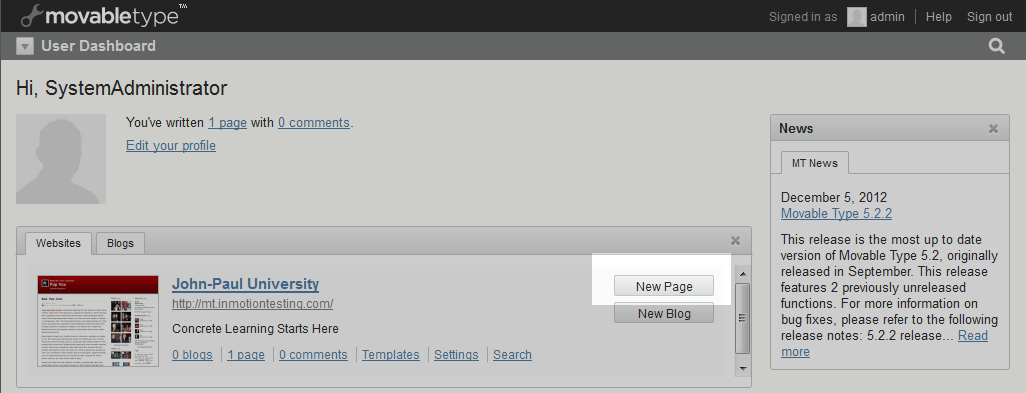 movabletype™
Signed in as admin Help Sign out
User Dashboard
Hi, SystemAdministrator
You've written 1 page with 0 comments.
Edit your profile
Websites Blogs
John-Paul University
http://mt.inmotiontesting.com/
Concrete Learning Starts Here
0 blogs 1 page 0 comments Templates Settings Search
New Page
New Blog
News
MT News
December 5, 2012
Movable Type 5.2.2
This release is the most up to date
version of Movable Type 5.2, originally
released in September. This release
features 2 previously unreleased
functions. For more information on
bug fixes, please refer to the following
release notes: 5.2.2 release... Read
more